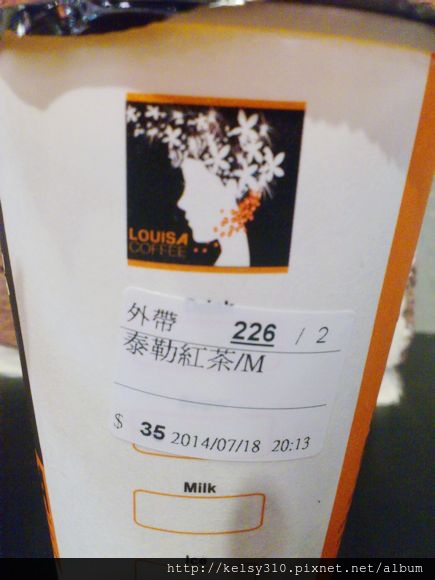 LOUISA
COFFEE
外帶 226 / 2
泰勒紅茶/M
$ 35 2014/07/18 20:13
Milk
http://kelsy310.pixnet.net/album